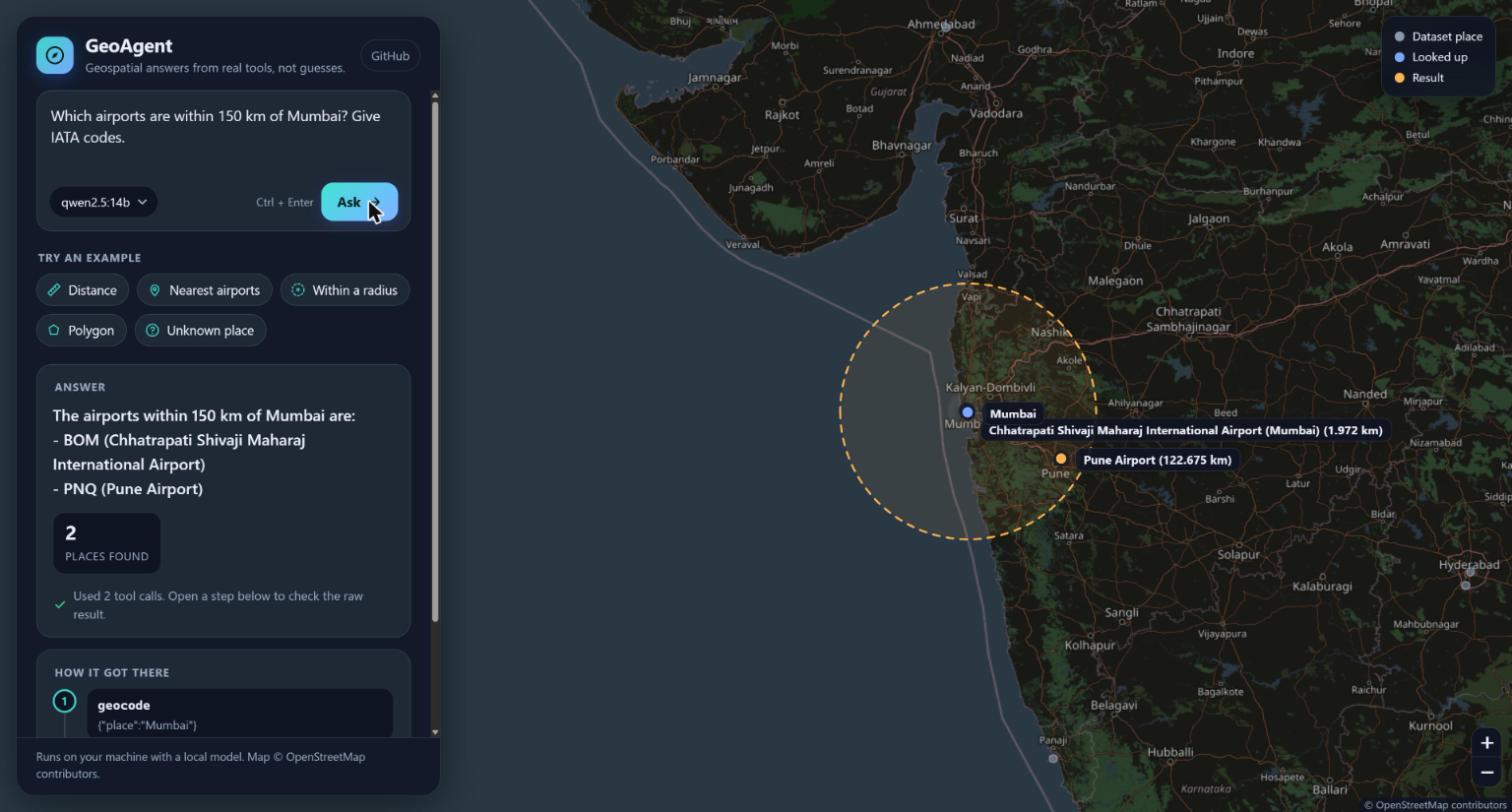 GeoAgent
Geospatial answers from real tools, not guesses.
GitHub
Which airports are within 150 km of Mumbai? Give
IATA codes.
qwen2.5:14b
Ctrl + Enter
Ask
TRY AN EXAMPLE
Distance
Nearest airports
Within a radius
Polygon
Unknown place
ANSWER
The airports within 150 km of Mumbai are:
- BOM (Chhatrapati Shivaji Maharaj
International Airport)
- PNQ (Pune Airport)
2
PLACES FOUND
Used 2 tool calls. Open a step below to check the raw
result.
HOW IT GOT THERE
1
geocode
{"place":"Mumbai"}
Runs on your machine with a local model. Map © OpenStreetMap
contributors.
Dataset place
Looked up
Result
Bhuj
Ahmedabad
Ratlam
Ujjain
Dewas
Sehore
Bhopal
Morbi
Nadiad
Godhra
Indore
Jamnagar
Surendranagar
Anand
Pithampur
Gujarat
Rajkot
Botad
Vadodara
Betul
Jetpur
Bhavnagar
Bharuch
Khargone
Khandwa
Porbandar
Amreli
Junagadh
Nandurbar
Burhanpur
Achalpur
Surat
Jalgaon
Veraval
Navsari
Dhule
Akola
Amravati
Wardha
Valsad
Malegaon
Yavatmal
Vapi
Chhatrapati
Sambhajinagar
Nashik
Adilabad
Akole
Kalyan-Dombivli
Ahilyanagar
Beed
Nanded
Mirjapur
Mumbai
Mumb
Chhatrapati Shivaji Maharaj International Airport (Mumbai) (1.972 km)
Nizamabad
Pune Airport (122.675 km)
Pune
Udgir
Latur
Barshi
Siddip
Bidar
Satara
Solapur
Hyderabad
Kalaburagi
Sangli
Vijayapura
Mahbubnagar
Kolhapur
Bagalkote
Raichur
Belagavi
Kurnool
Panaji
Hubballi
Hosapete
Karnataka
Ballari
+
−
© OpenStreetMap contributors